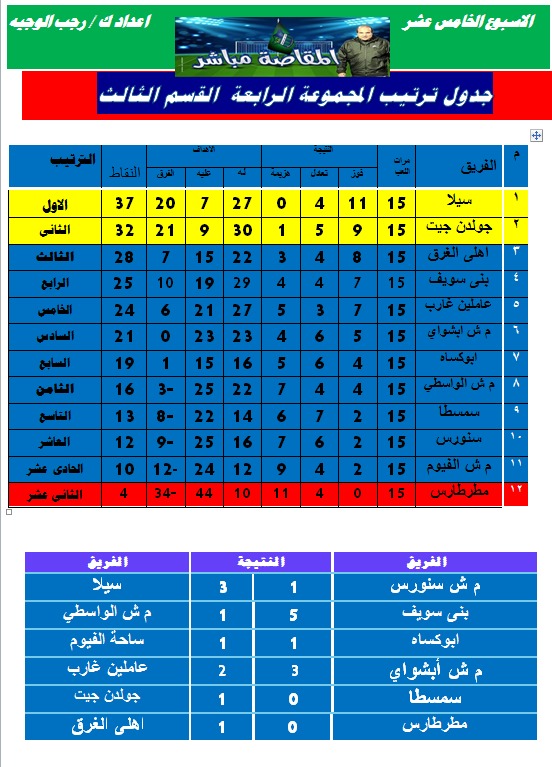 الاسبوع الخامس عشر
اعداد ك / رجب الوجيه
المقاصة مباشر
جدول ترتيب المجموعة الرابعة القسم الثالث
م الفريق مرات اللعب النتيجة الاهداف النقاط الترتيب
فوز تعادل هزيمة له عليه الفرق
١ سيلا 15 11 4 0 27 7 20 37 الاول
٢ جولدن جيت 15 9 5 1 30 9 21 32 الثانى
٣ اهلى الغرق 15 8 4 3 22 15 7 28 الثالث
٤ بنى سويف 15 7 4 4 29 19 10 25 الرابع
٥ عاملين غارب 15 7 3 5 27 21 6 24 الخامس
٦ م ش ابشواي 15 5 6 4 23 23 0 21 السادس
٧ ابوكساه 15 4 6 5 16 15 1 19 السابع
٨ م ش الواسطي 15 4 4 7 22 25 3- 16 الثامن
٩ سمسطا 15 2 7 6 14 22 8- 13 التاسع
١٠ سنورس 15 2 6 7 16 25 9- 12 العاشر
١١ م ش الفيوم 15 2 4 9 12 24 12- 10 الحادى عشر
١٢ مطرطارس 15 0 4 11 10 44 34- 4 الثانى عشر
الفريق النتيجة الفريق
م ش سنورس 1 3 سيلا
بنى سويف 5 1 م ش الواسطي
ابوكساه 1 1 ساحة الفيوم
م ش أبشواي 3 2 عاملين غارب
سمسطا 0 1 جولدن جيت
مطرطارس 0 1 اهلى الغرق